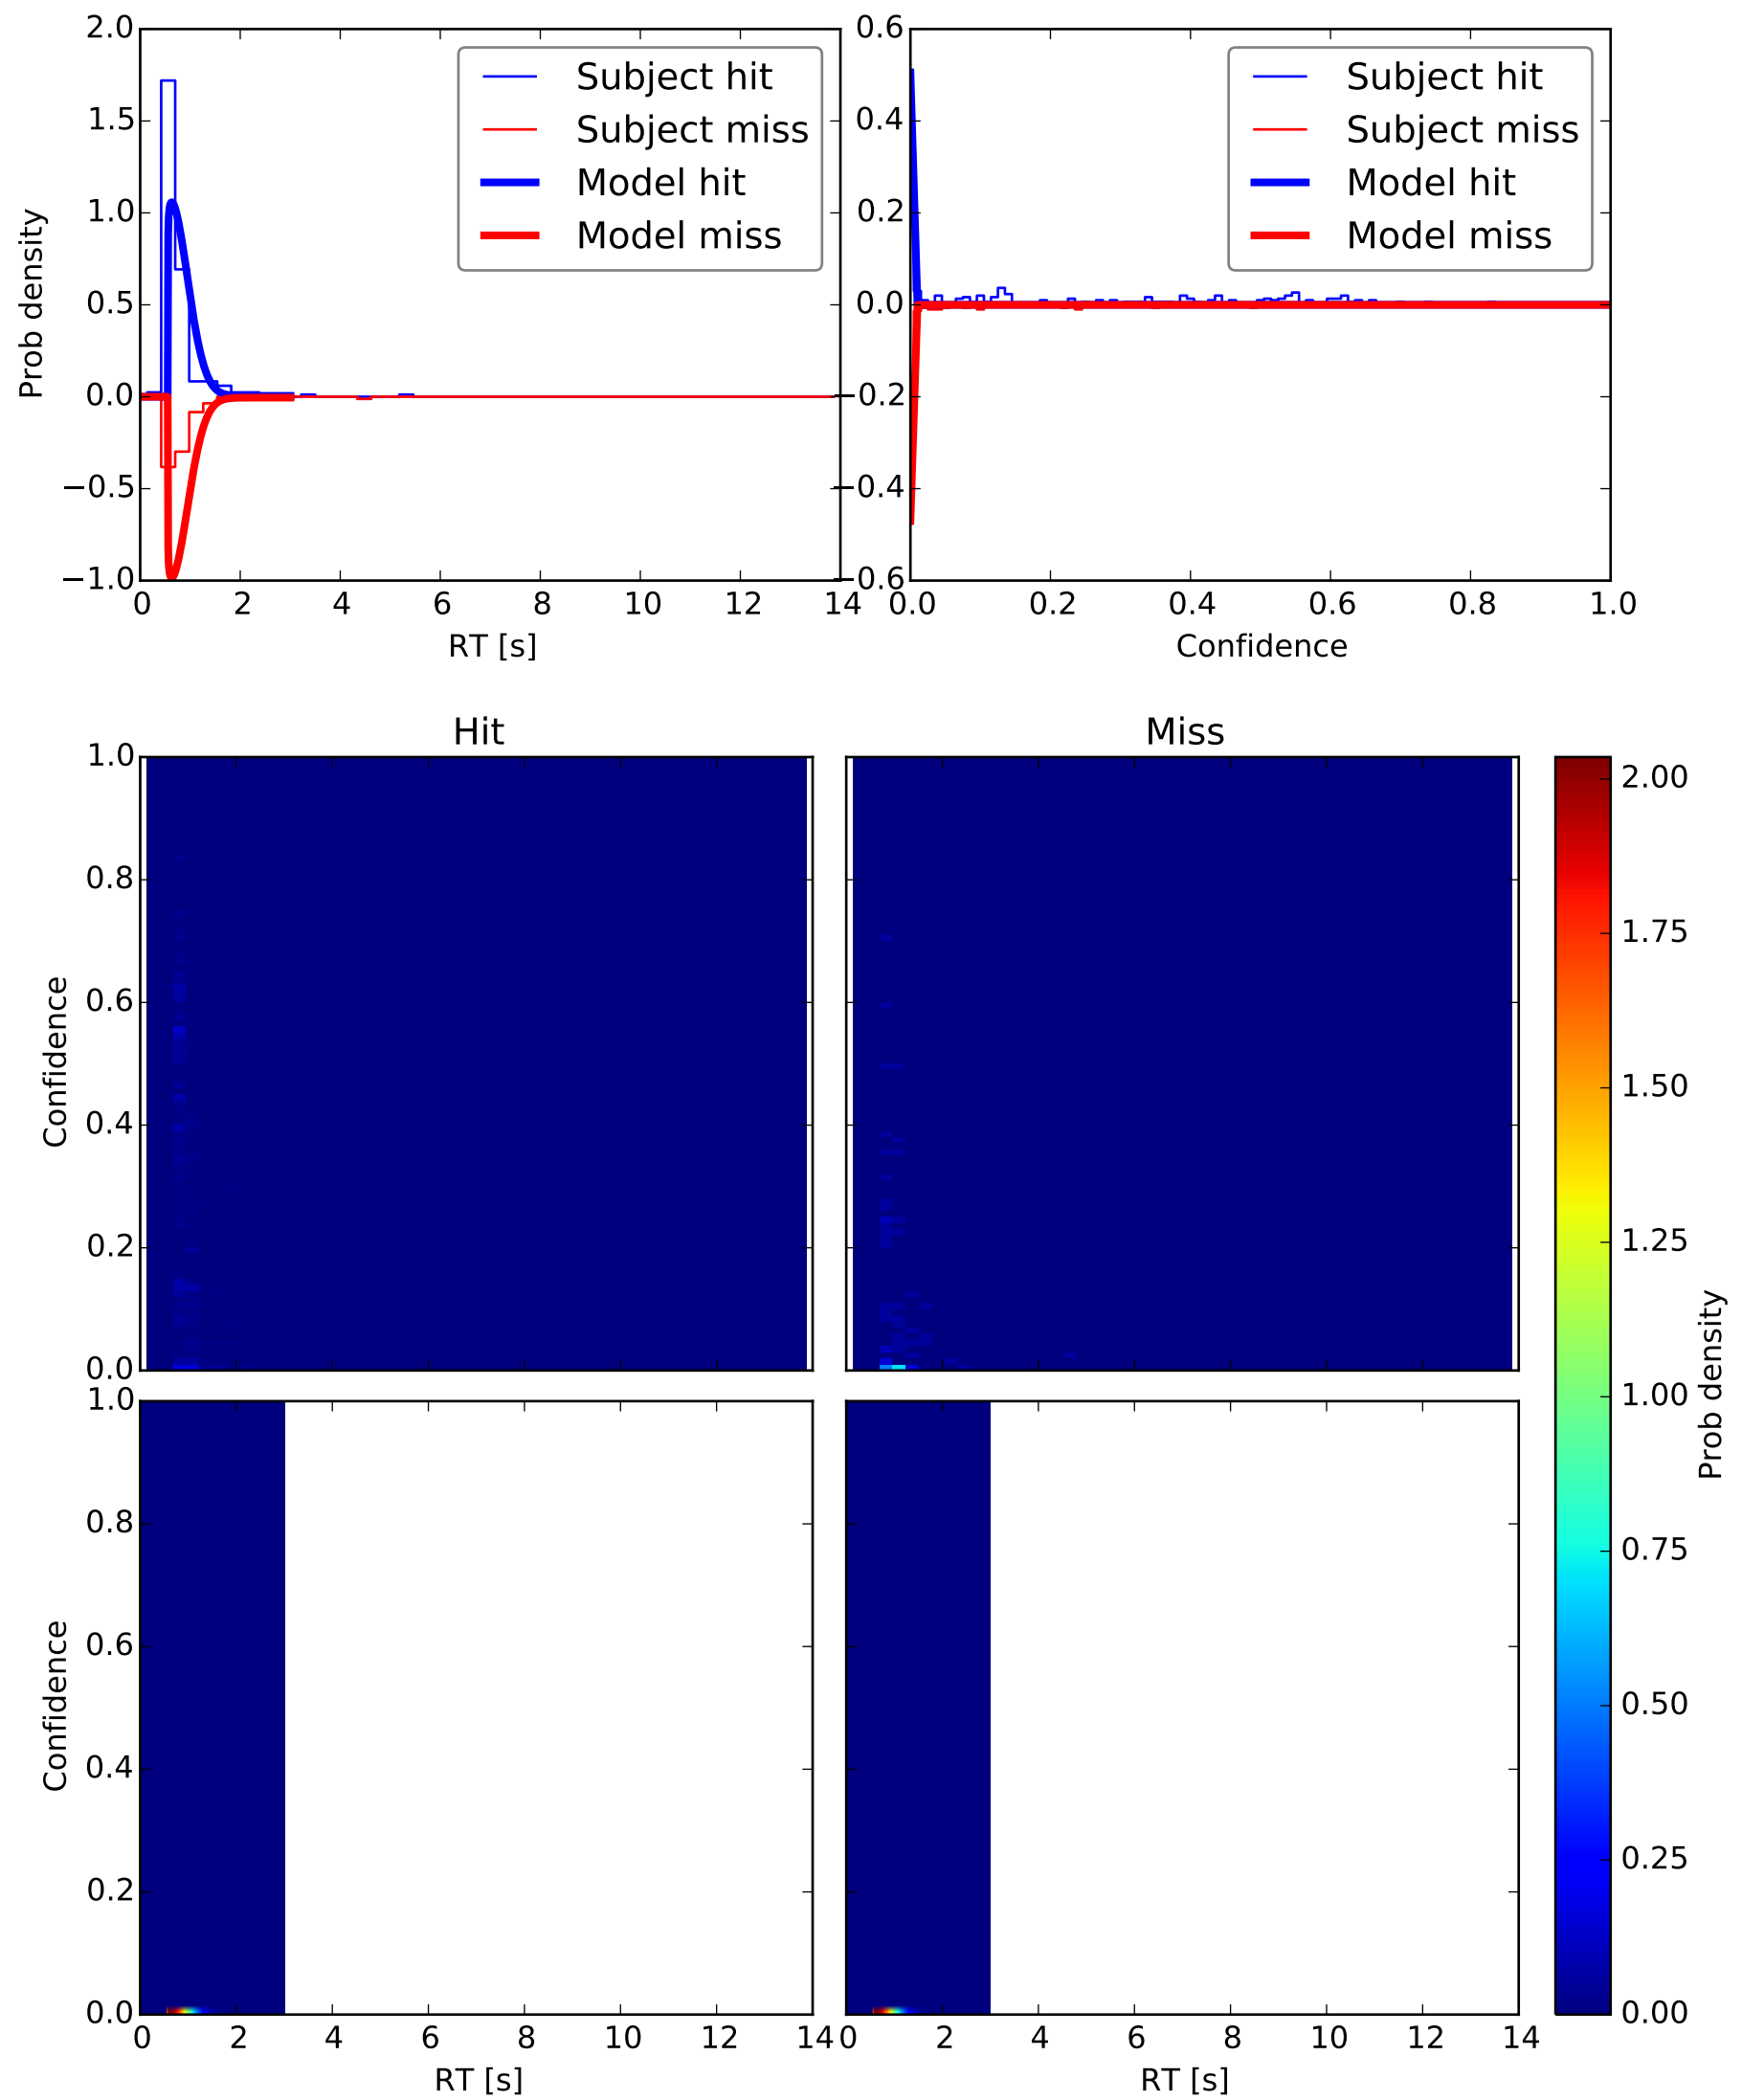 2.0
1.5
1.0
0.5
0.0
−0.5
−1.0
Prob density
0 2 4 6 8 10 12 14
RT [s]
Subject hit
Subject miss
Model hit
Model miss
0.6
0.4
0.2
0.0
−0.2
−0.4
−0.6
0.0 0.2 0.4 0.6 0.8 1.0
Confidence
Subject hit
Subject miss
Model hit
Model miss
Hit
1.0
0.8
0.6
0.4
0.2
0.0
Confidence
Miss
1.0
0.8
0.6
0.4
0.2
0.0
Confidence
0 2 4 6 8 10 12 14
RT [s]
0 2 4 6 8 10 12 14
RT [s]
2.00
1.75
1.50
1.25
1.00
0.75
0.50
0.25
0.00
Prob density